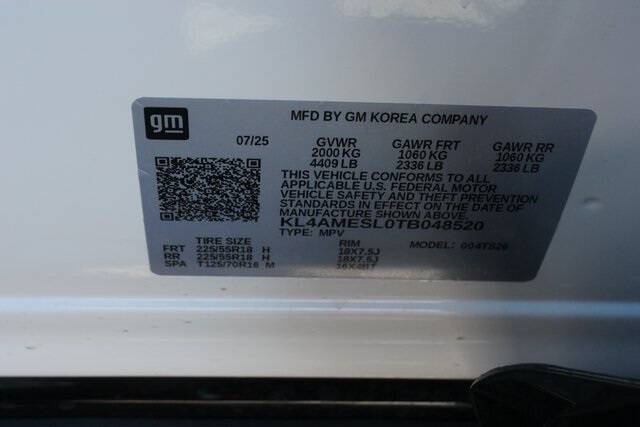 gm
MFD BY GM KOREA COMPANY
07/25 GVWR GAWR FRT GAWR RR
2000 KG 1060 KG 1060 KG
4409 LB 2336 LB 2336 LB
THIS VEHICLE CONFORMS TO ALL
APPLICABLE U.S. FEDERAL MOTOR
VEHICLE SAFETY AND THEFT PREVENTION
STANDARDS IN EFFECT ON THE DATE OF
MANUFACTURE SHOWN ABOVE.
KL4AMESL0TB048520
TYPE: MPV MODEL: 004TS26
TIRE SIZE RIM
FRT 225/55R18 H 18X7.5J
RR 225/55R18 H 18X7.5J
SPA T125/70R16 M 16X4BT